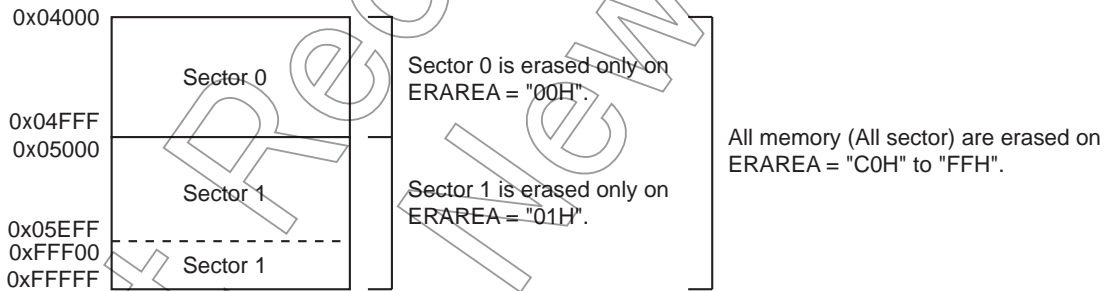 0x04000
Sector 0
0x04FFF
0x05000
Sector 1
0x05EFF
0xFFF00
Sector 1
0xFFFFF
Sector 0 is erased only on
ERAREA = "00H".
Sector 1 is erased only on
ERAREA = "01H".
All memory (All sector) are erased on
ERAREA = "C0H" to "FFH".